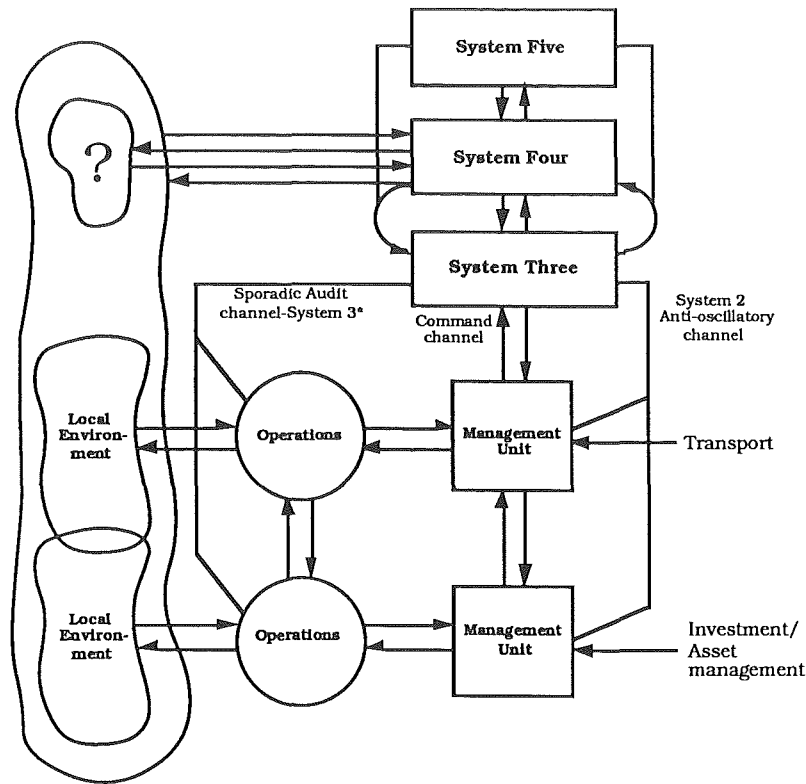 System Five
?
System Four
System Three
Sporadic Audit
channel-System 3*
Command
channel
System 2
Anti-oscillatory
channel
Local
Environ-
ment
Operations
Management
Unit
Transport
Local
Environ-
ment
Operations
Management
Unit
Investment/
Asset
management